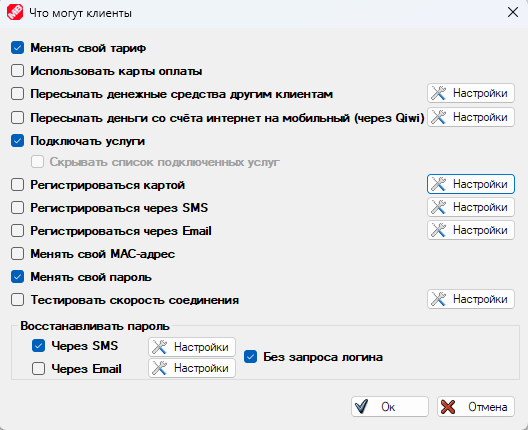 MD Что могут клиенты
Менять свой тариф
Использовать карты оплаты
Пересылать денежные средства другим клиентам Настройки
Пересылать деньги со счёта интернет на мобильный (через Qiwi) Настройки
Подключать услуги
Скрывать список подключенных услуг
Регистрироваться картой Настройки
Регистрироваться через SMS Настройки
Регистрироваться через Email Настройки
Менять свой MAC-адрес
Менять свой пароль
Тестировать скорость соединения Настройки
Восстанавливать пароль
Через SMS Настройки
Без запроса логина
Через Email Настройки
Ок Отмена